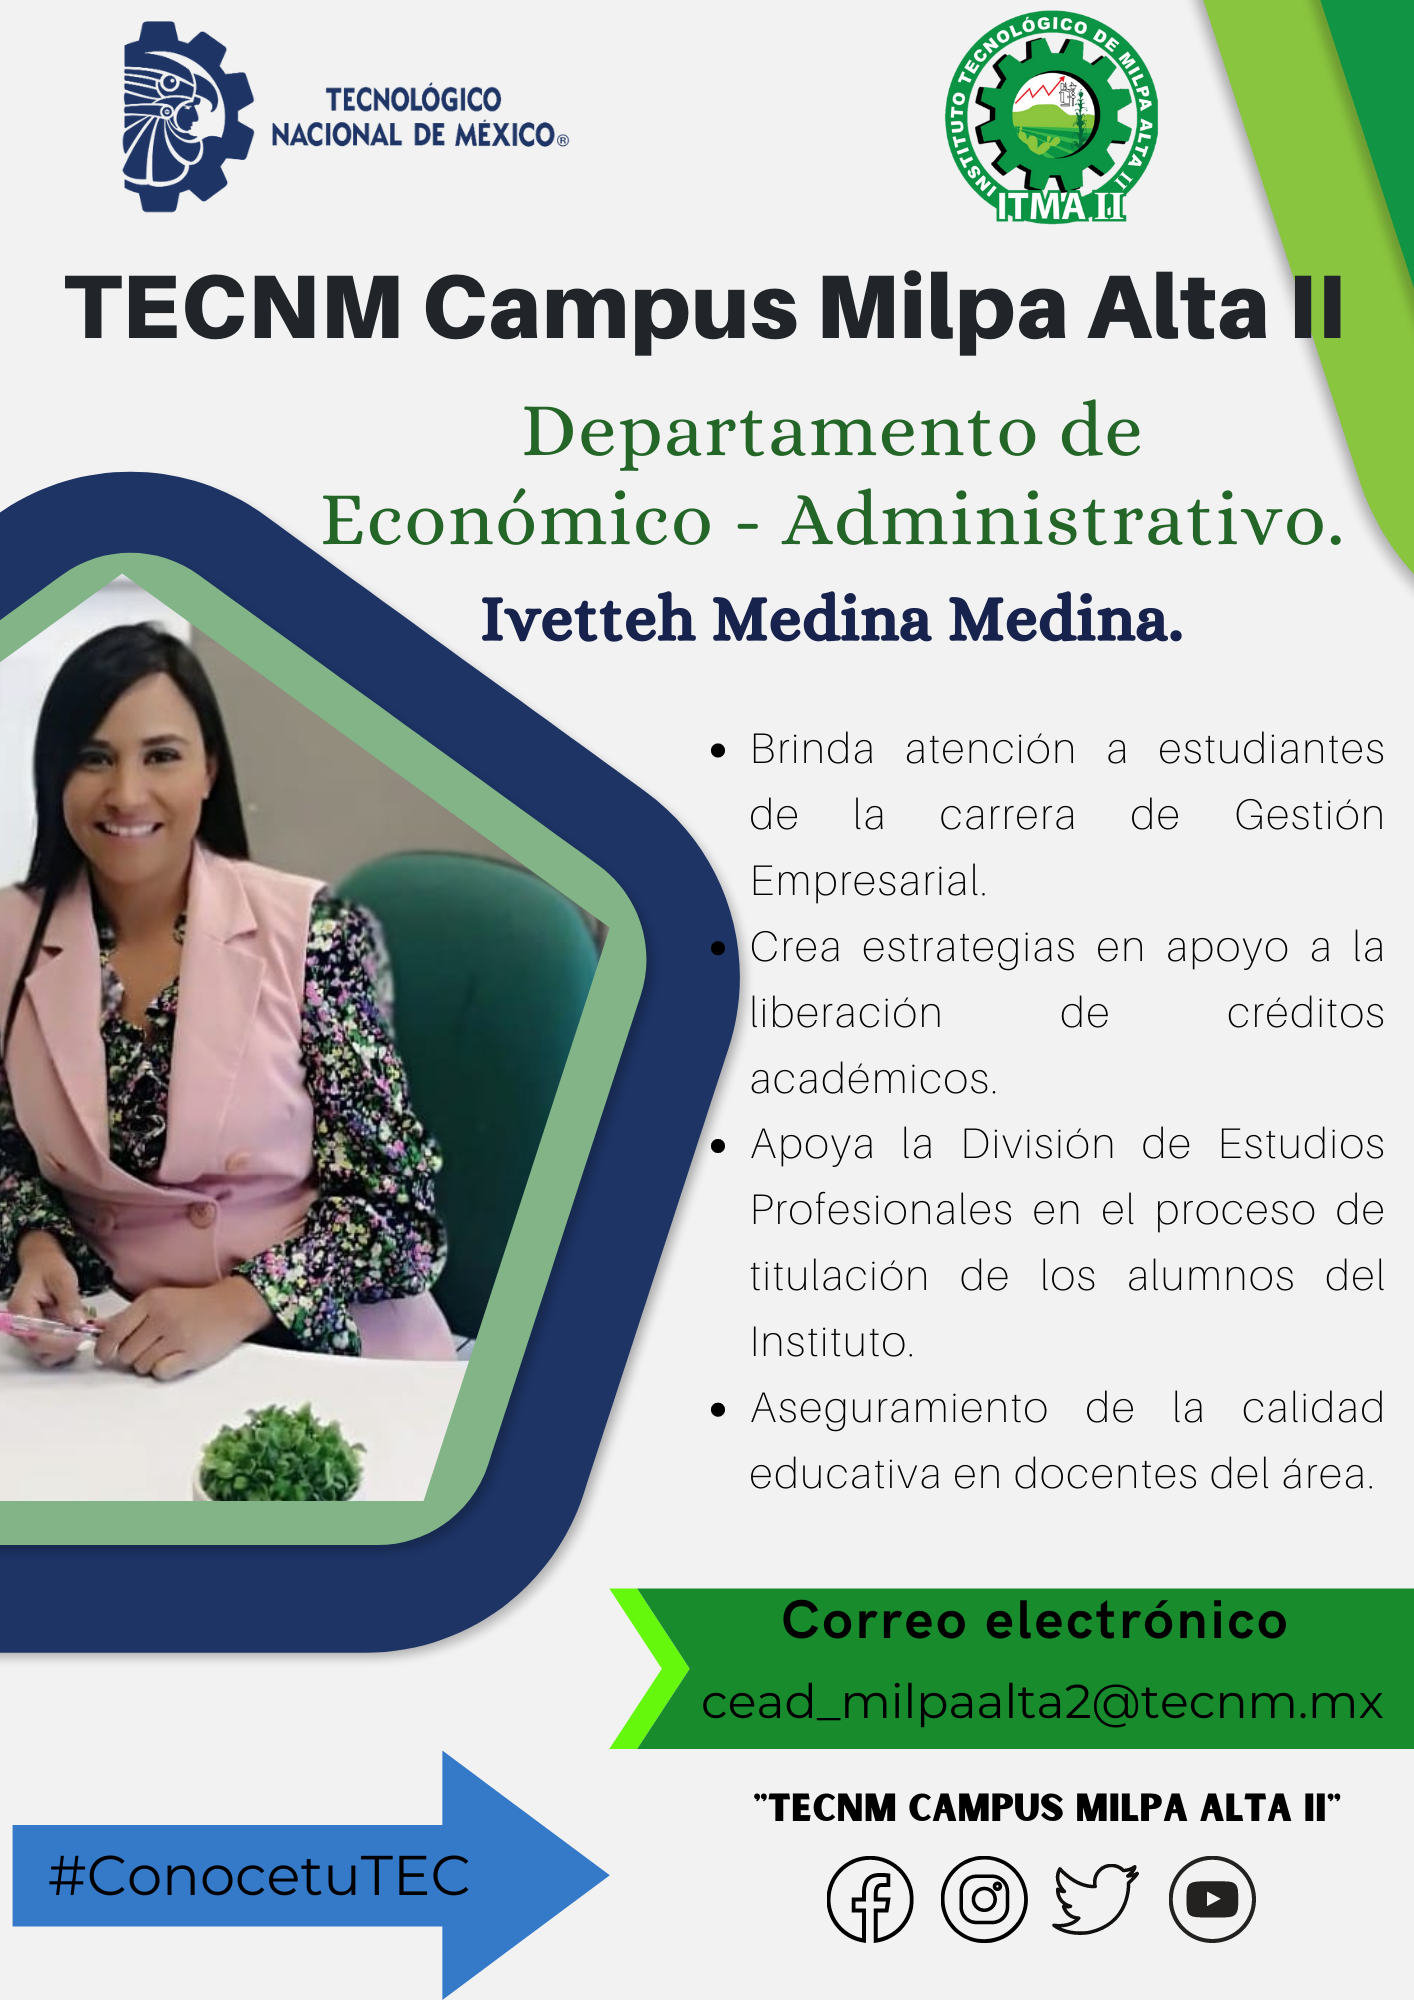 TECNOLÓGICO
NACIONAL DE MÉXICO®
INSTITUTO TECNOLÓGICO DE MILPA ALTA II
ITMA II
TECNM Campus Milpa Alta II
Departamento de
Económico - Administrativo.
Ivetteh Medina Medina.
• Brinda atención a estudiantes
de la carrera de Gestión
Empresarial.
• Crea estrategias en apoyo a la
liberación de créditos
académicos.
• Apoya la División de Estudios
Profesionales en el proceso de
titulación de los alumnos del
Instituto.
• Aseguramiento de la calidad
educativa en docentes del área.
Correo electrónico
cead_milpaalta2@tecnm.mx
#ConocetuTEC
"TECNM CAMPUS MILPA ALTA II"